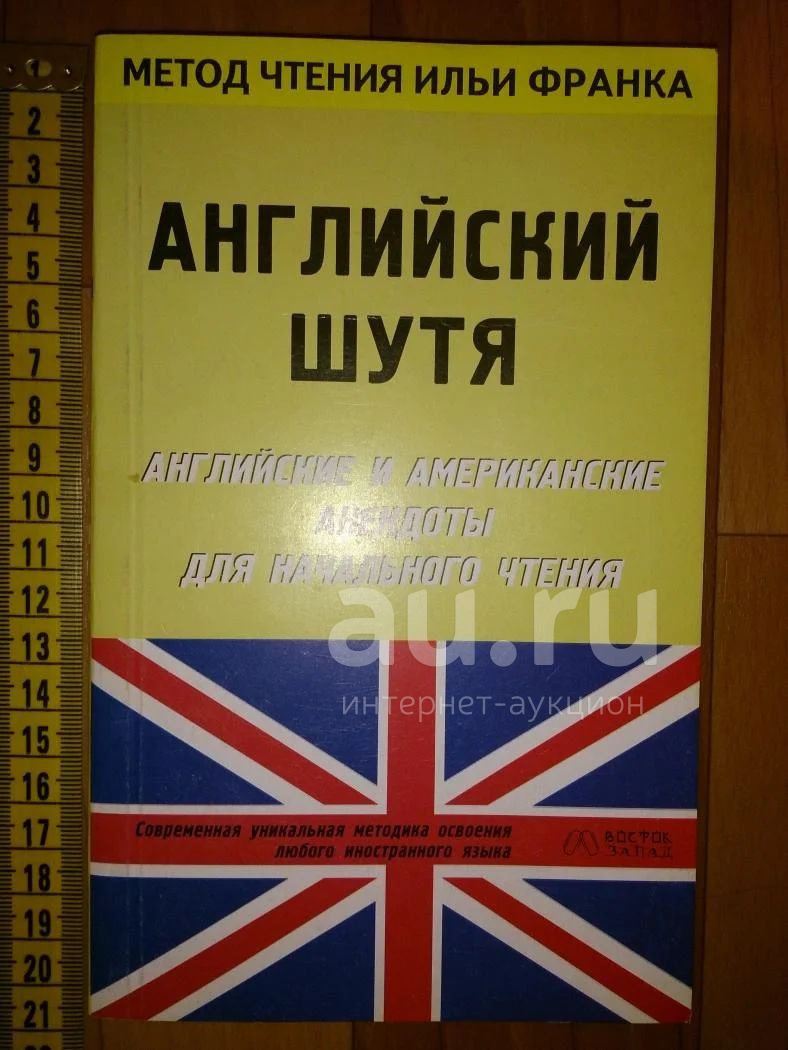 МЕТОД ЧТЕНИЯ ИЛЬИ ФРАНКА
АНГЛИЙСКИЙ
ШУТЯ
АНГЛИЙСКИЕ И АМЕРИКАНСКИЕ
АНЕКДОТЫ
ДЛЯ НАЧАЛЬНОГО ЧТЕНИЯ
au.ru
интернет-аукцион
Современная уникальная методика освоения
любого иностранного языка
ВОСТОК
ЗАПАД
1
2
3
4
5
6
7
8
9
10
11
12
13
14
15
16
17
18
19
20
21